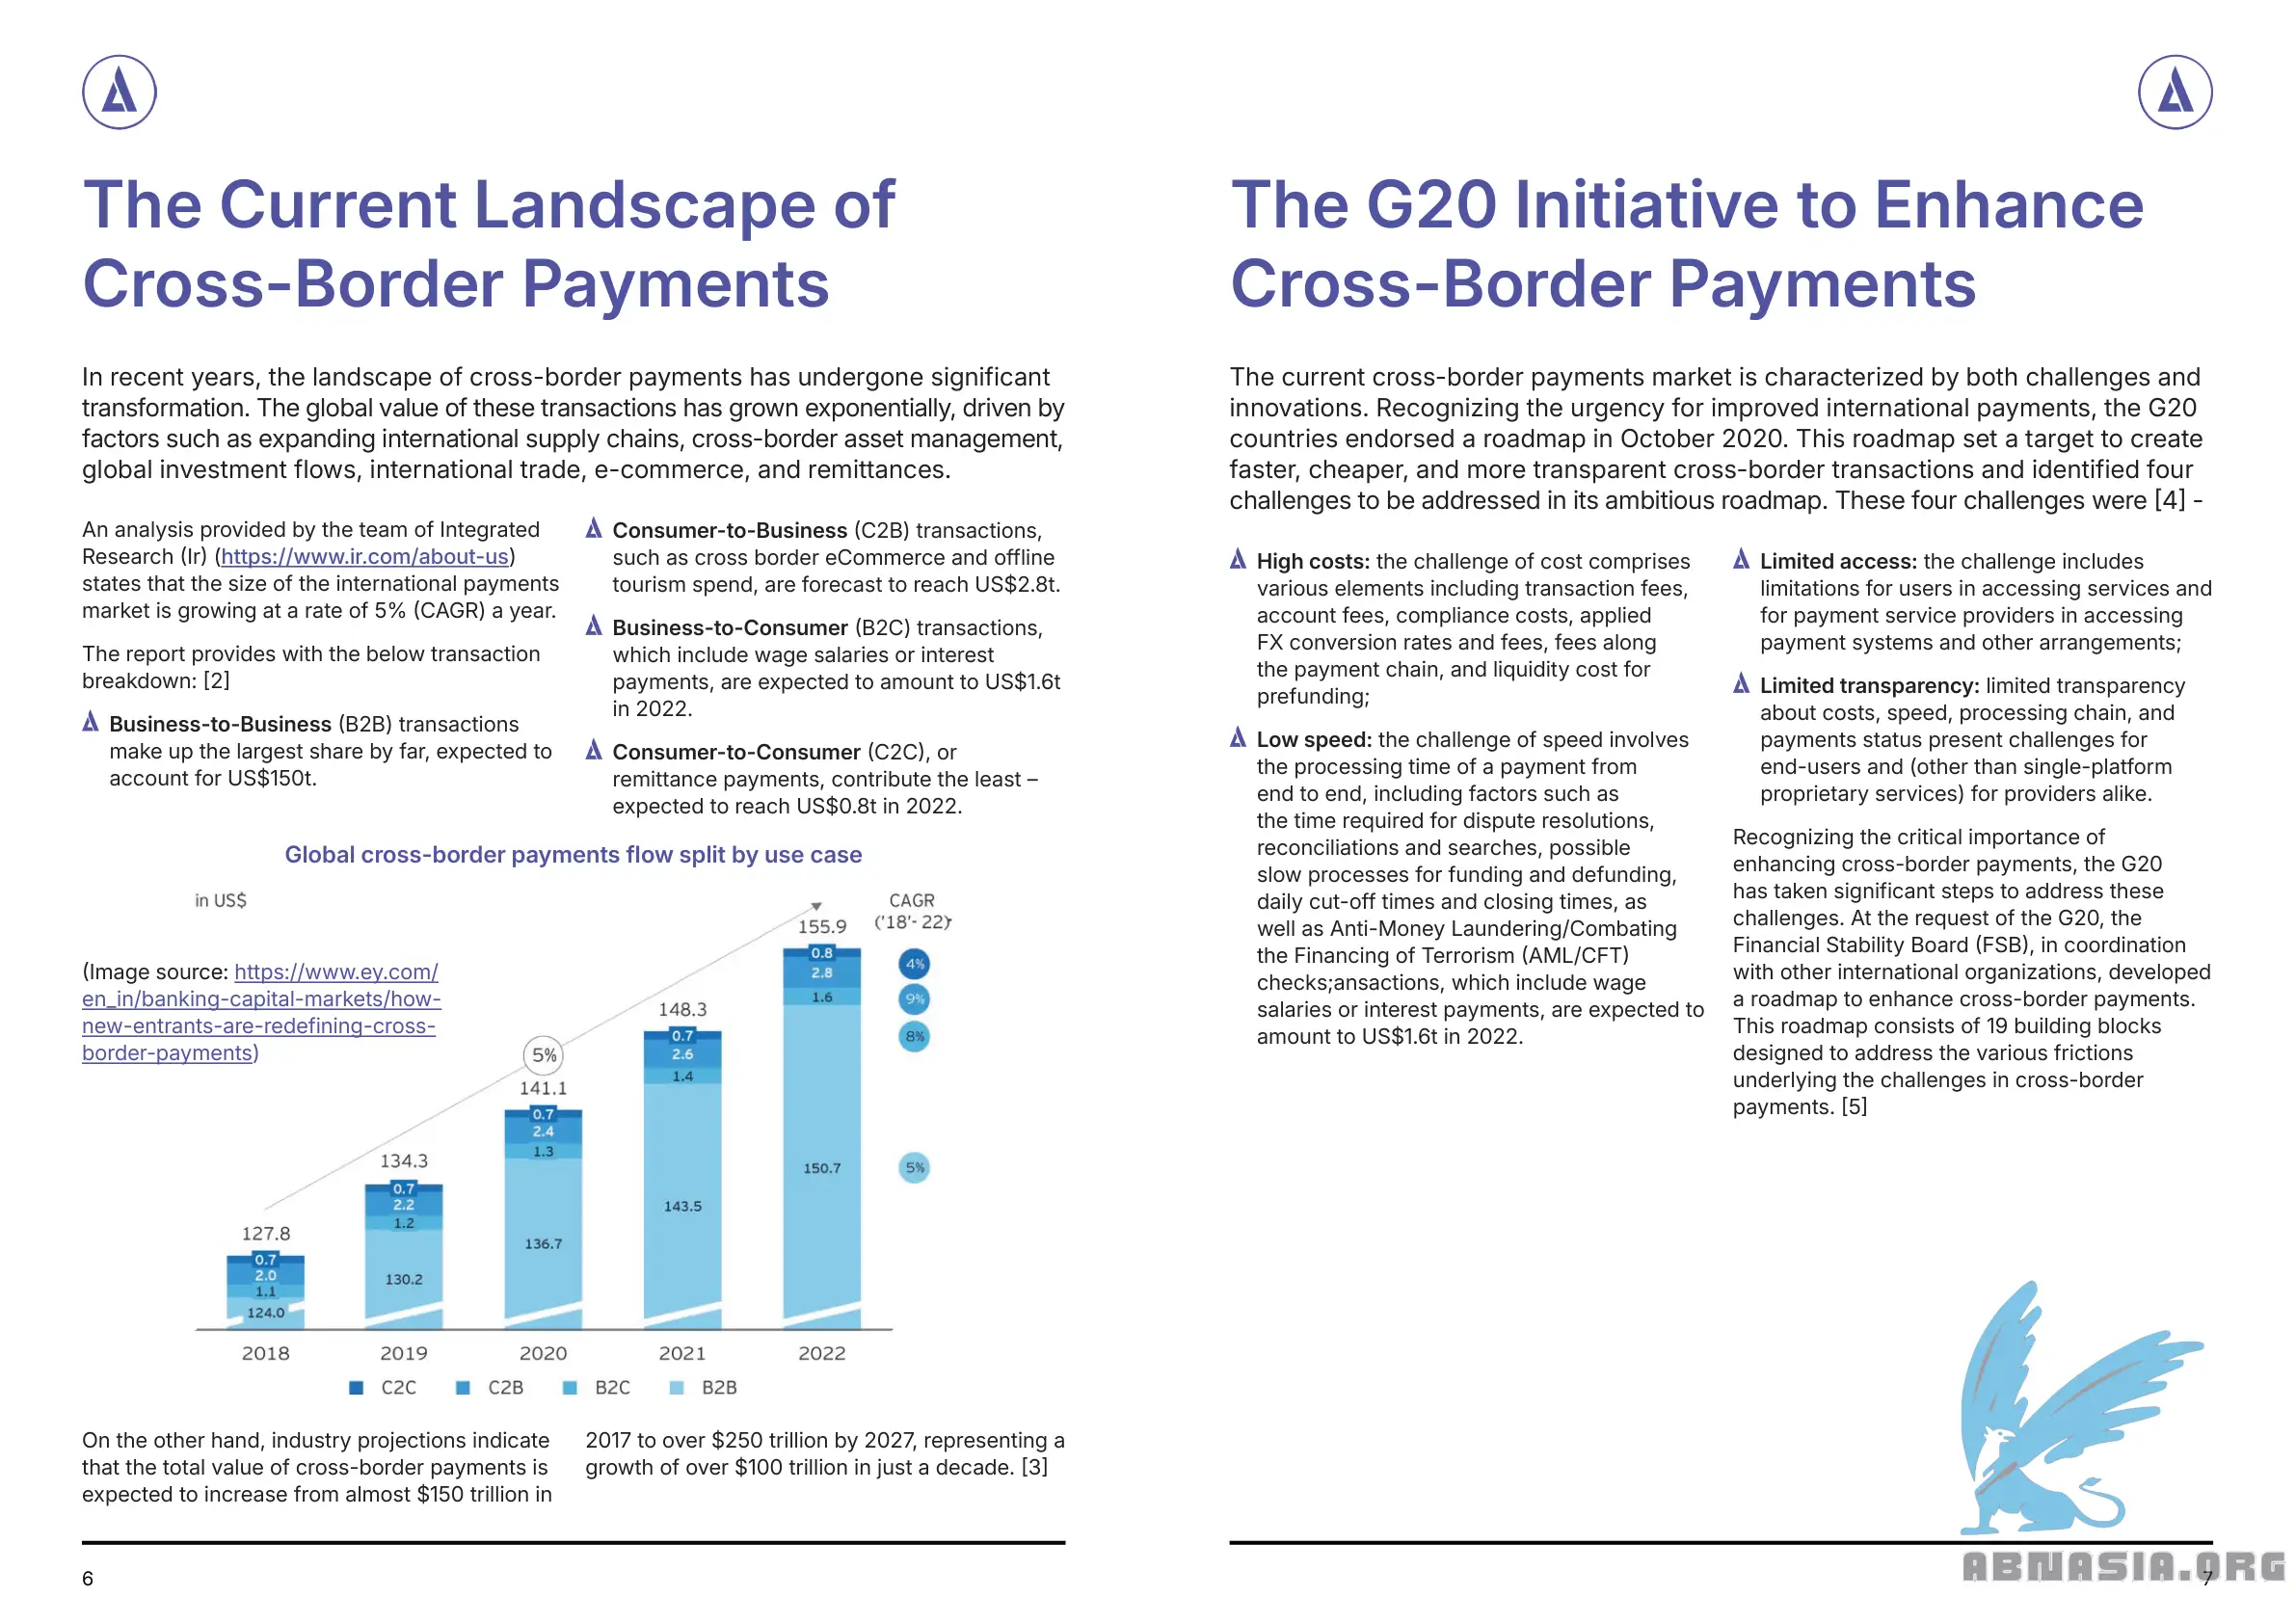 The Current Landscape of
Cross-Border Payments
In recent years, the landscape of cross-border payments has undergone significant
transformation. The global value of these transactions has grown exponentially, driven by
factors such as expanding international supply chains, cross-border asset management,
global investment flows, international trade, e-commerce, and remittances.
An analysis provided by the team of Integrated
Research (Ir) (https://www.ir.com/about-us)
states that the size of the international payments
market is growing at a rate of 5% (CAGR) a year.
The report provides with the below transaction
breakdown: [2]
Business-to-Business (B2B) transactions
make up the largest share by far, expected to
account for US$150t.
Consumer-to-Business (C2B) transactions,
such as cross border eCommerce and offline
tourism spend, are forecast to reach US$2.8t.
Business-to-Consumer (B2C) transactions,
which include wage salaries or interest
payments, are expected to amount to US$1.6t
in 2022.
Consumer-to-Consumer (C2C), or
remittance payments, contribute the least –
expected to reach US$0.8t in 2022.
Global cross-border payments flow split by use case
in US$
(Image source: https://www.ey.com/
en_in/banking-capital-markets/how-
new-entrants-are-redefining-cross-
border-payments)
CAGR
('18'- 22)
5%
127.8
0.7
2.0
1.1
124.0
134.3
0.7
2.2
1.2
130.2
141.1
0.7
2.4
1.3
136.7
148.3
0.7
2.6
1.4
143.5
155.9
0.8
2.8
1.6
150.7
4%
9%
8%
5%
2018 2019 2020 2021 2022
C2C C2B B2C B2B
On the other hand, industry projections indicate
that the total value of cross-border payments is
expected to increase from almost $150 trillion in
2017 to over $250 trillion by 2027, representing a
growth of over $100 trillion in just a decade. [3]
6
The G20 Initiative to Enhance
Cross-Border Payments
The current cross-border payments market is characterized by both challenges and
innovations. Recognizing the urgency for improved international payments, the G20
countries endorsed a roadmap in October 2020. This roadmap set a target to create
faster, cheaper, and more transparent cross-border transactions and identified four
challenges to be addressed in its ambitious roadmap. These four challenges were [4] -
High costs: the challenge of cost comprises
various elements including transaction fees,
account fees, compliance costs, applied
FX conversion rates and fees, fees along
the payment chain, and liquidity cost for
prefunding;
Low speed: the challenge of speed involves
the processing time of a payment from
end to end, including factors such as
the time required for dispute resolutions,
reconciliations and searches, possible
slow processes for funding and defunding,
daily cut-off times and closing times, as
well as Anti-Money Laundering/Combating
the Financing of Terrorism (AML/CFT)
checks;ansactions, which include wage
salaries or interest payments, are expected to
amount to US$1.6t in 2022.
Limited access: the challenge includes
limitations for users in accessing services and
for payment service providers in accessing
payment systems and other arrangements;
Limited transparency: limited transparency
about costs, speed, processing chain, and
payments status present challenges for
end-users and (other than single-platform
proprietary services) for providers alike.
Recognizing the critical importance of
enhancing cross-border payments, the G20
has taken significant steps to address these
challenges. At the request of the G20, the
Financial Stability Board (FSB), in coordination
with other international organizations, developed
a roadmap to enhance cross-border payments.
This roadmap consists of 19 building blocks
designed to address the various frictions
underlying the challenges in cross-border
payments. [5]
ABNASIA.ORG
7